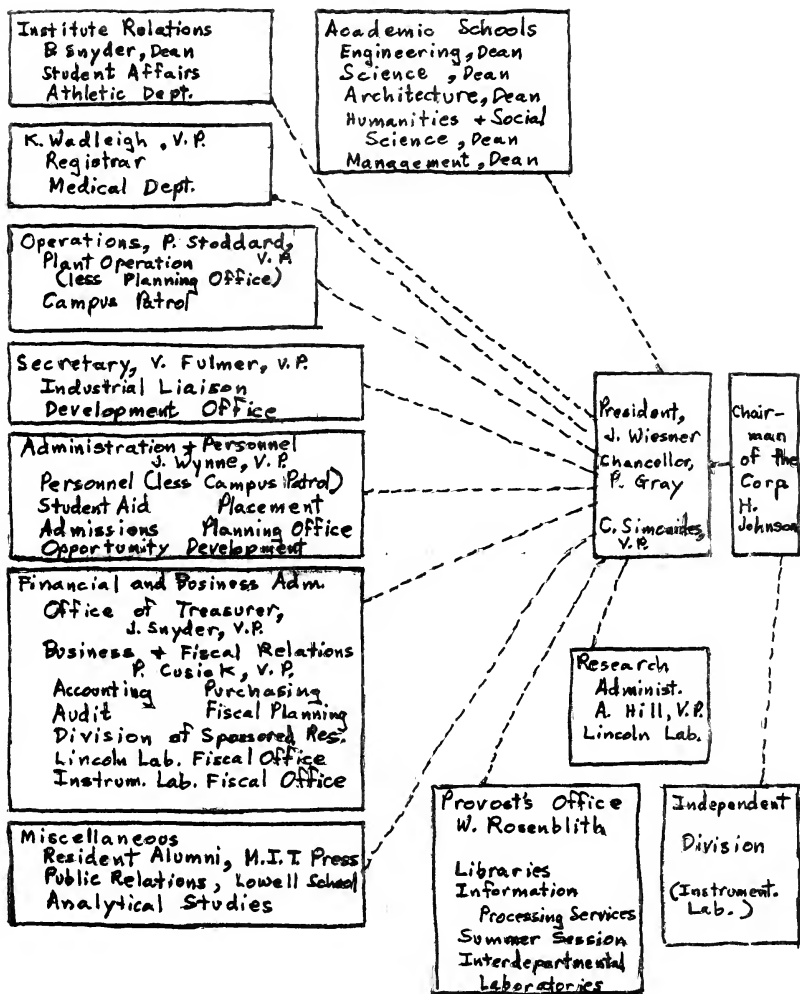 Institute Relations
B Snyder, Dean
Student Affairs
Athletic Dept.
Academic Schools
Engineering, Dean
Science , Dean
Architecture, Dean
Humanities + Social
Science , Dean
Management , Dean
K. Wadleigh , V.P.
Registrar
Medical Dept.
Operations, P. Stoddard,
Plant Operation V. P.
(less Planning Office)
Campus Patrol
Secretary, V. Fulmer, V.P.
Industrial Liaison
Development Office
Administration + Personnel
J. Wynne, V.P.
Personnel (less Campus Patrol)
Student Aid Placement
Admissions Planning Office
Opportunity Development
Financial and Business Adm.
Office of Treasurer,
J. Snyder, V.P.
Business + Fiscal Relations
P. Cusick, V.P.
Accounting Purchasing
Audit Fiscal Planning
Division of Sponsored Res.
Lincoln Lab. Fiscal Office
Instrum. Lab. Fiscal Office
Miscellaneous
Resident Alumni, M.I.T Press
Public Relations, Lowell School
Analytical Studies
President,
J. Wiesner
Chancellor,
P. Gray
C. Simonides,
V.P.
Chair-
man
of the
Corp
H.
Johnson
Research
Administ.
A. Hill, V.P.
Lincoln Lab.
Provost's Office
W. Rosenblith
Libraries
Information
Processing Services
Summer Session
Interdepartmental
Laboratories
Independent
Division
(Instrument.
Lab.)